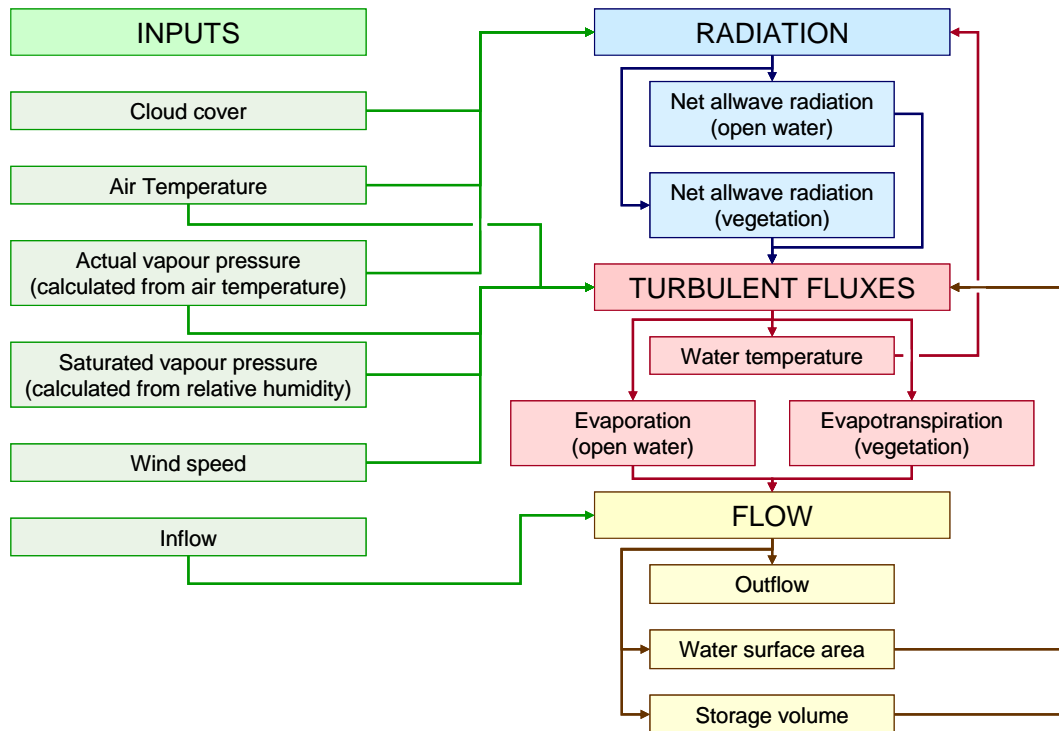 INPUTS
Cloud cover
Air Temperature
Actual vapour pressure
(calculated from air temperature)
Saturated vapour pressure
(calculated from relative humidity)
Wind speed
Inflow
RADIATION
Net allwave radiation
(open water)
Net allwave radiation
(vegetation)
TURBULENT FLUXES
Water temperature
Evaporation
(open water)
Evapotranspiration
(vegetation)
FLOW
Outflow
Water surface area
Storage volume